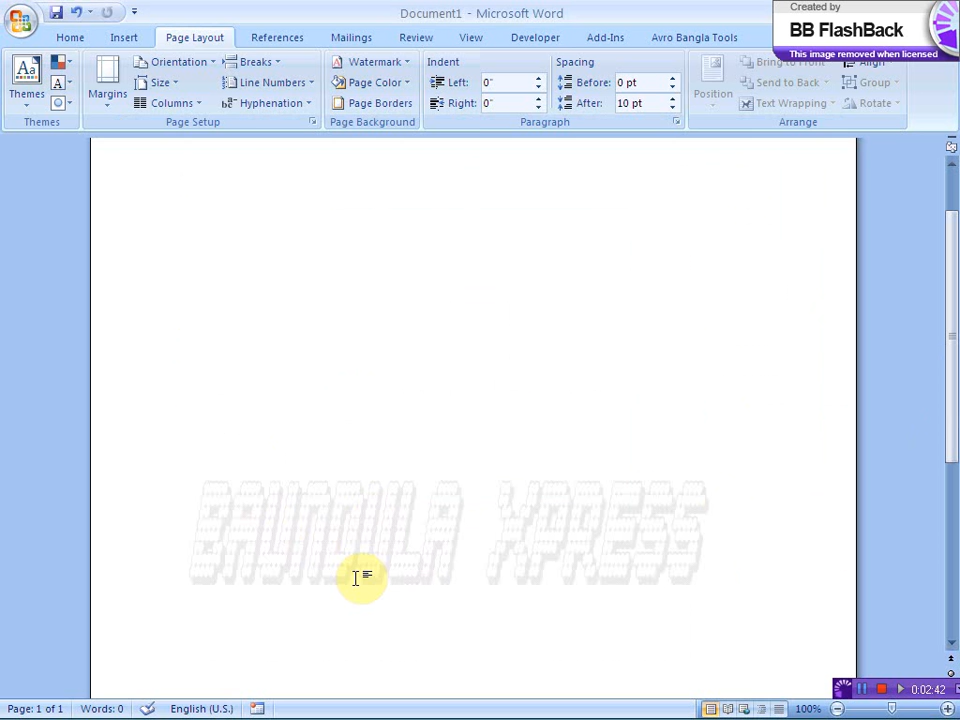 Document1 - Microsoft Word
Created by
BB FlashBack
This image removed when licensed
Home Insert Page Layout References Mailings Review View Developer Add-Ins Avro Bangla Tools
Themes
Margins
Orientation
Size
Columns
Breaks
Line Numbers
Hyphenation
Watermark
Page Color
Page Borders
Indent
Left: 0"
Right: 0"
Spacing
Before: 0 pt
After: 10 pt
Position
Bring to Front
Send to Back
Text Wrapping
Align
Group
Rotate
Themes Page Setup Page Background Paragraph Arrange
XPRESS
0:02:42
Page: 1 of 1 Words: 0 English (U.S.) 100%